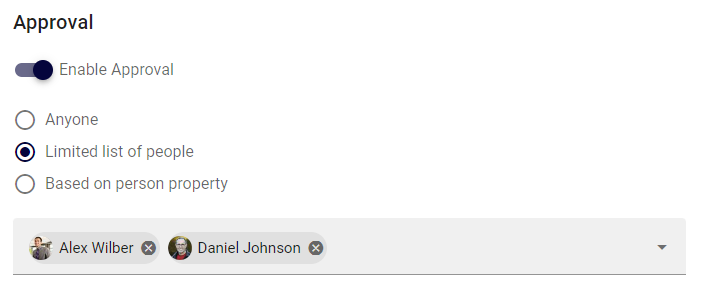 Approval
Enable Approval
Anyone
Limited list of people
Based on person property
Alex Wilber Daniel Johnson